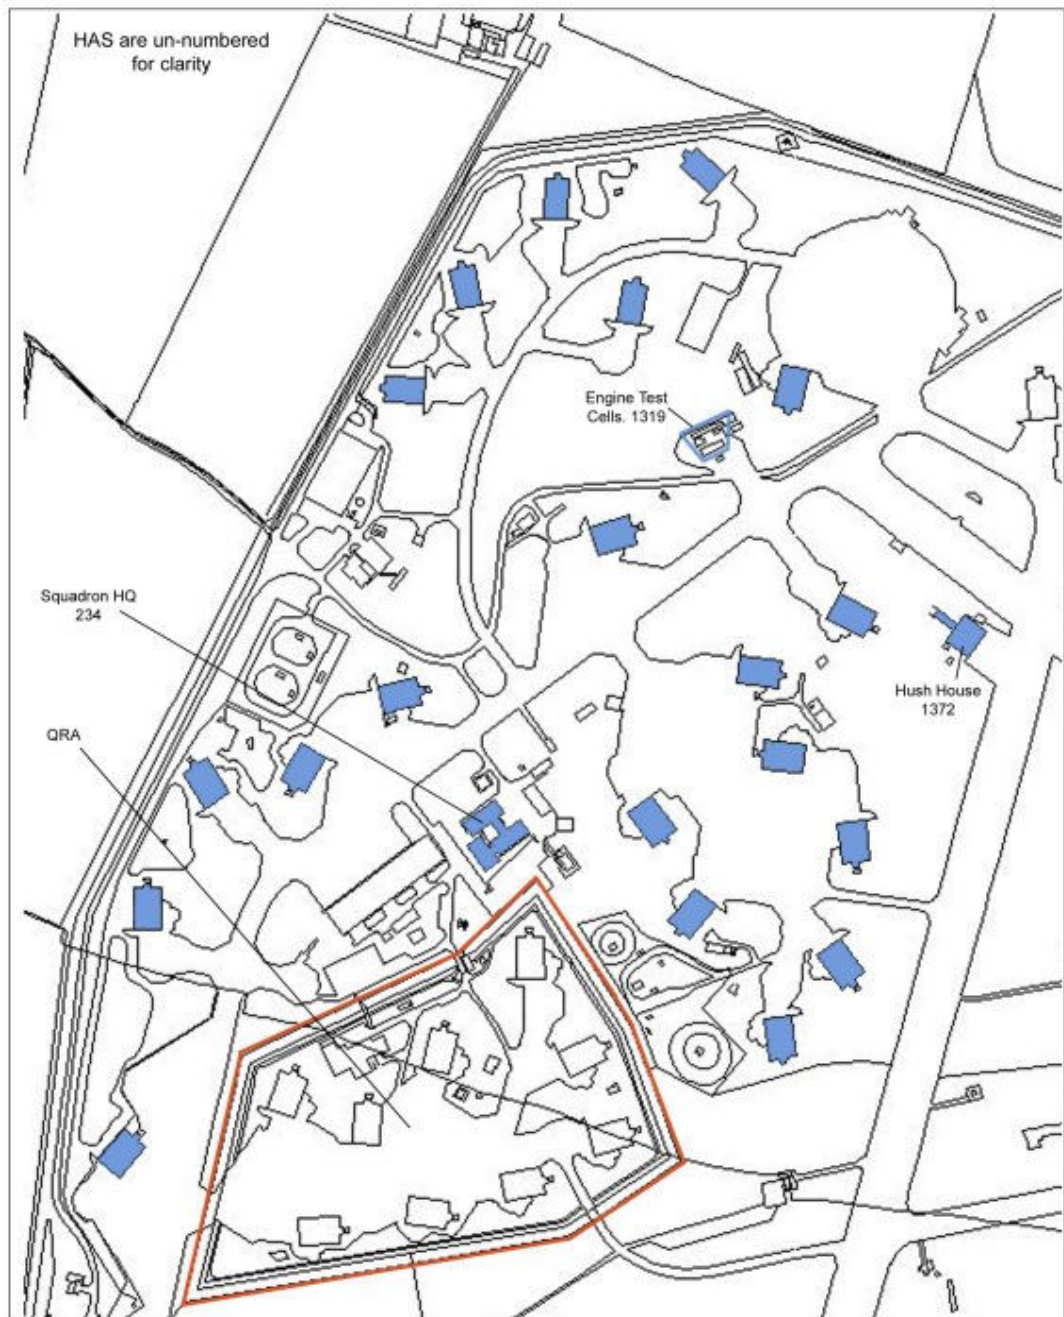 HAS are un-numbered
for clarity
Engine Test
Cells. 1319
Squadron HQ
234
Hush House
1372
QRA